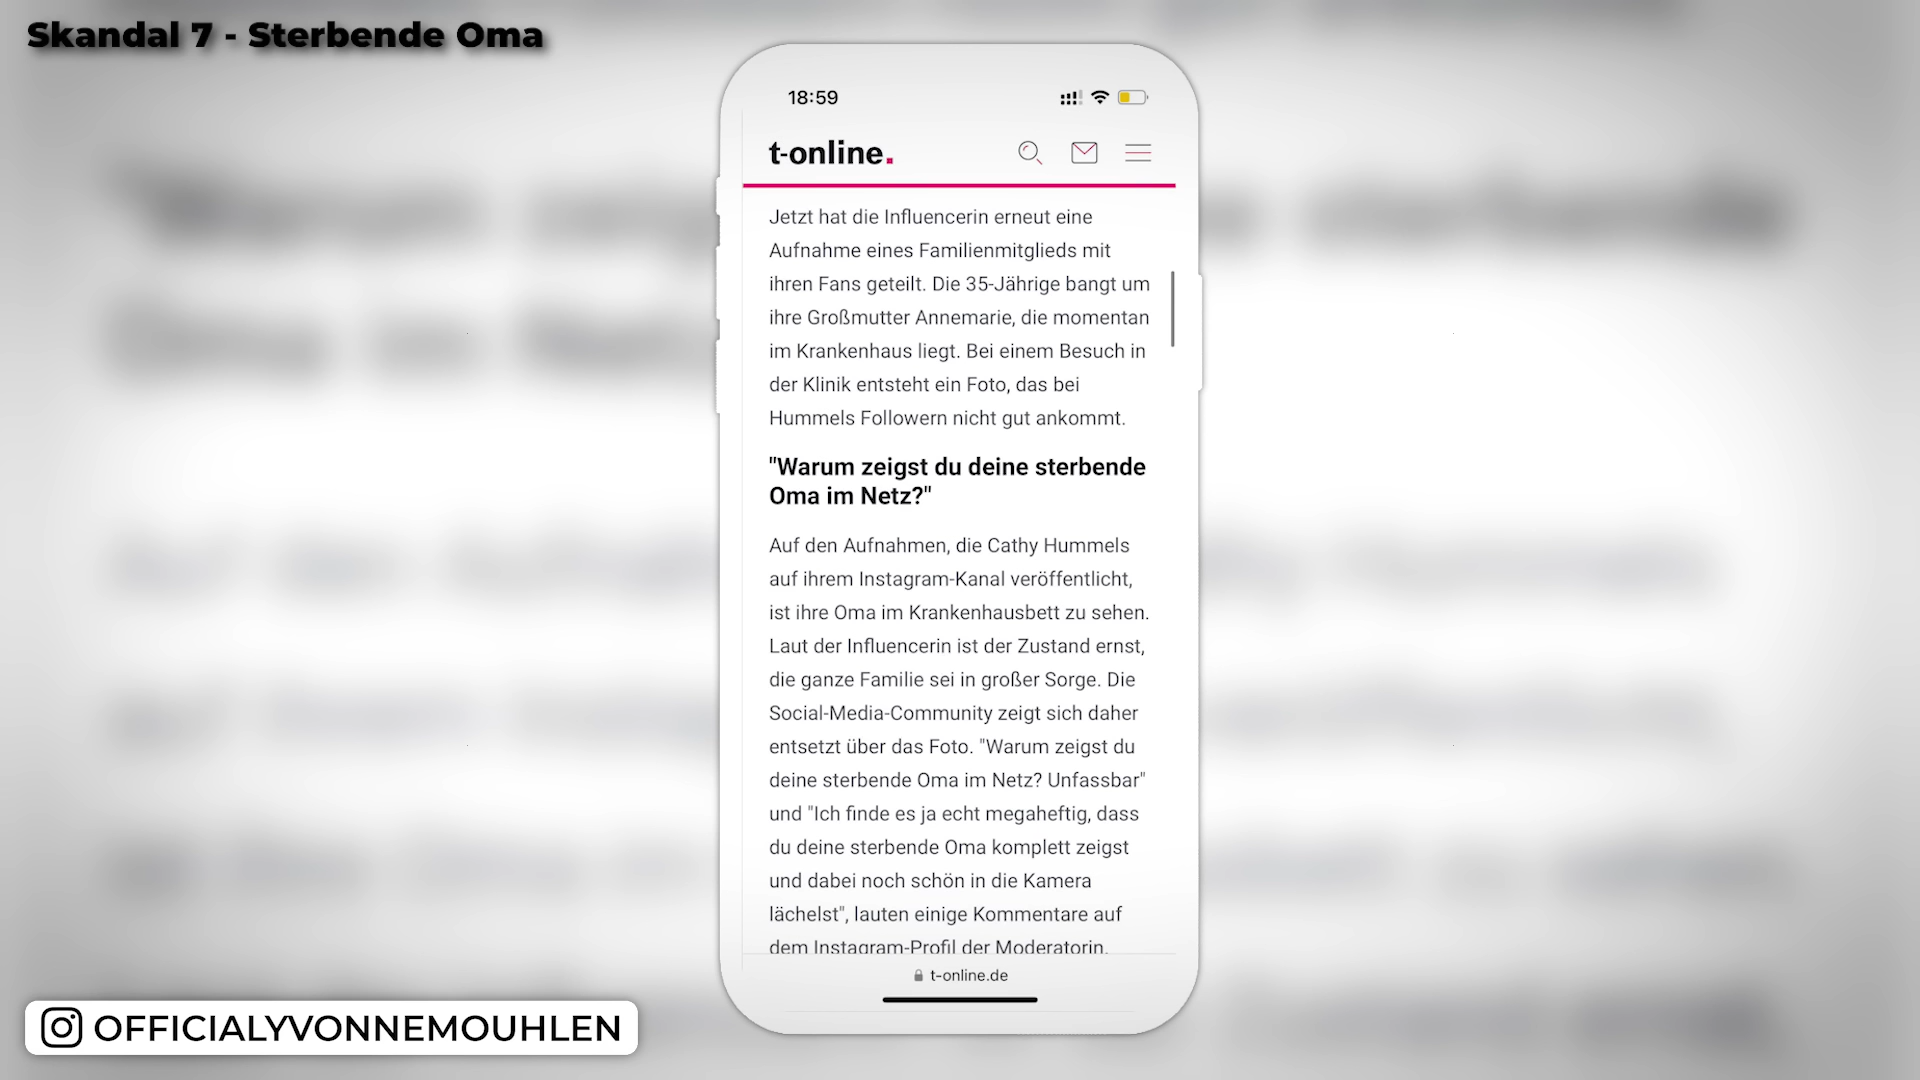 Skandal 7 - Sterbende Oma
18:59
t-online.
Jetzt hat die Influencerin erneut eine
Aufnahme eines Familienmitglieds mit
ihren Fans geteilt. Die 35-Jährige bangt um
ihre Großmutter Annemarie, die momentan
im Krankenhaus liegt. Bei einem Besuch in
der Klinik entsteht ein Foto, das bei
Hummels Followern nicht gut ankommt.
"Warum zeigst du deine sterbende
Oma im Netz?"
Auf den Aufnahmen, die Cathy Hummels
auf ihrem Instagram-Kanal veröffentlicht,
ist ihre Oma im Krankenhausbett zu sehen.
Laut der Influencerin ist der Zustand ernst,
die ganze Familie sei in großer Sorge. Die
Social-Media-Community zeigt sich daher
entsetzt über das Foto. "Warum zeigst du
deine sterbende Oma im Netz? Unfassbar"
und "Ich finde es ja echt megaheftig, dass
du deine sterbende Oma komplett zeigst
und dabei noch schön in die Kamera
lächelst", lauten einige Kommentare auf
dem Instagram-Profil der Moderatorin.
t-online.de
OFFICIALYVONNEMOUHLEN